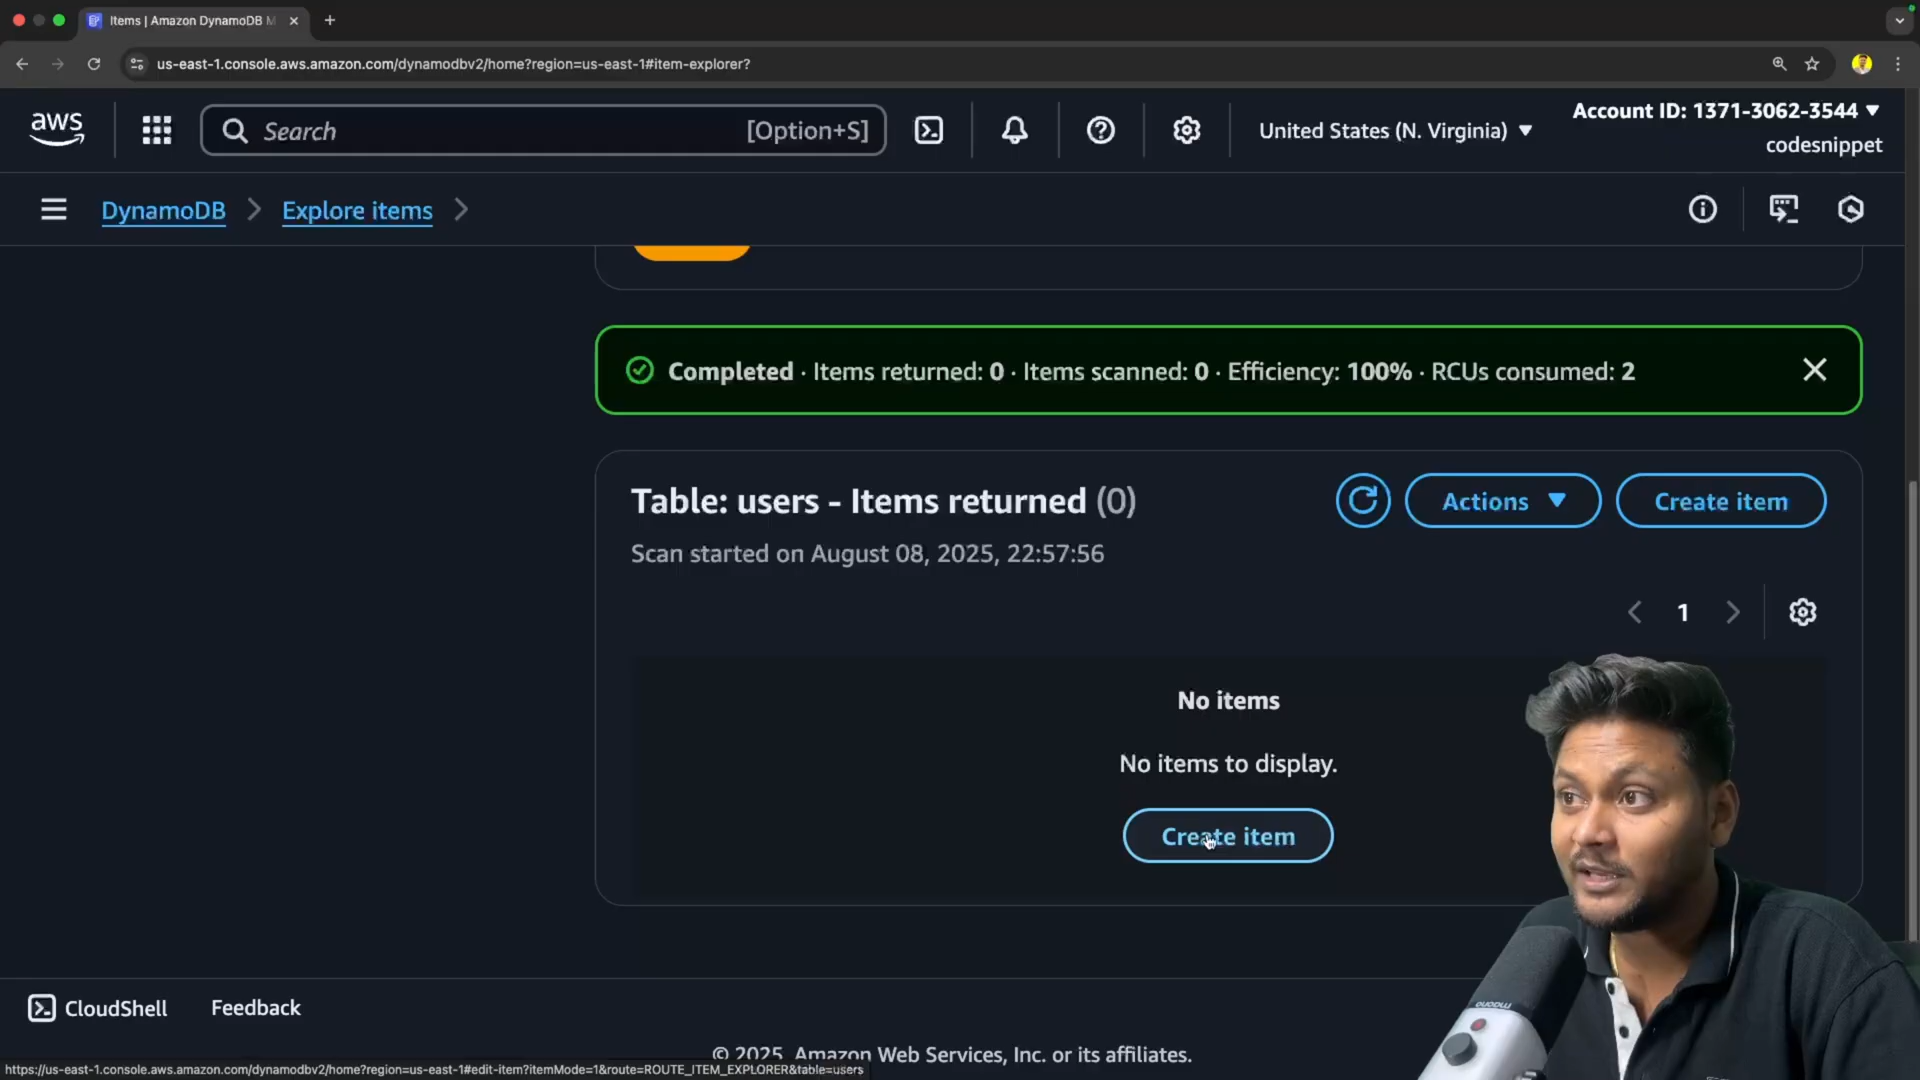 Items | Amazon DynamoDB M
us-east-1.console.aws.amazon.com/dynamodbv2/home?region=us-east-1#item-explorer?
aws
Search
[Option+S]
United States (N. Virginia)
Account ID: 1371-3062-3544
codesnippet
DynamoDB
Explore items
Completed · Items returned: 0 · Items scanned: 0 · Efficiency: 100% · RCUs consumed: 2
Table: users - Items returned (0)
Actions
Create item
Scan started on August 08, 2025, 22:57:56
1
No items
No items to display.
Create item
CloudShell
Feedback
© 2025, Amazon Web Services, Inc. or its affiliates.
https://us-east-1.console.aws.amazon.com/dynamodbv2/home?region=us-east-1#edit-item?itemMode=1&route=ROUTE_ITEM_EXPLORER&table=users
maono